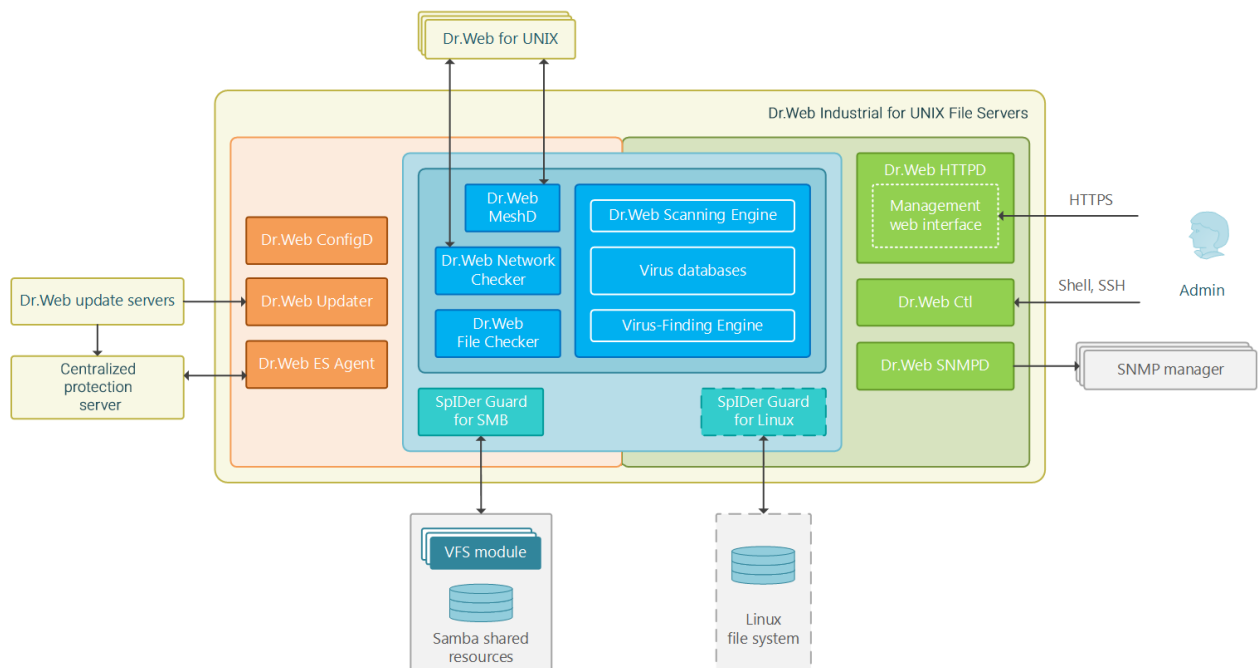 Dr.Web for UNIX
Dr.Web Industrial for UNIX File Servers
Dr.Web ConfigD
Dr.Web Updater
Dr.Web ES Agent
Dr.Web update servers
Centralized
protection
server
Dr.Web
MeshD
Dr.Web Network
Checker
Dr.Web
File Checker
Dr.Web Scanning Engine
Virus databases
Virus-Finding Engine
SpIDer Guard
for SMB
SpIDer Guard
for Linux
Dr.Web HTTPD
Management
web interface
Dr.Web Ctl
Dr.Web SNMPD
HTTPS
Shell, SSH
Admin
SNMP manager
VFS module
Samba shared
resources
Linux
file system